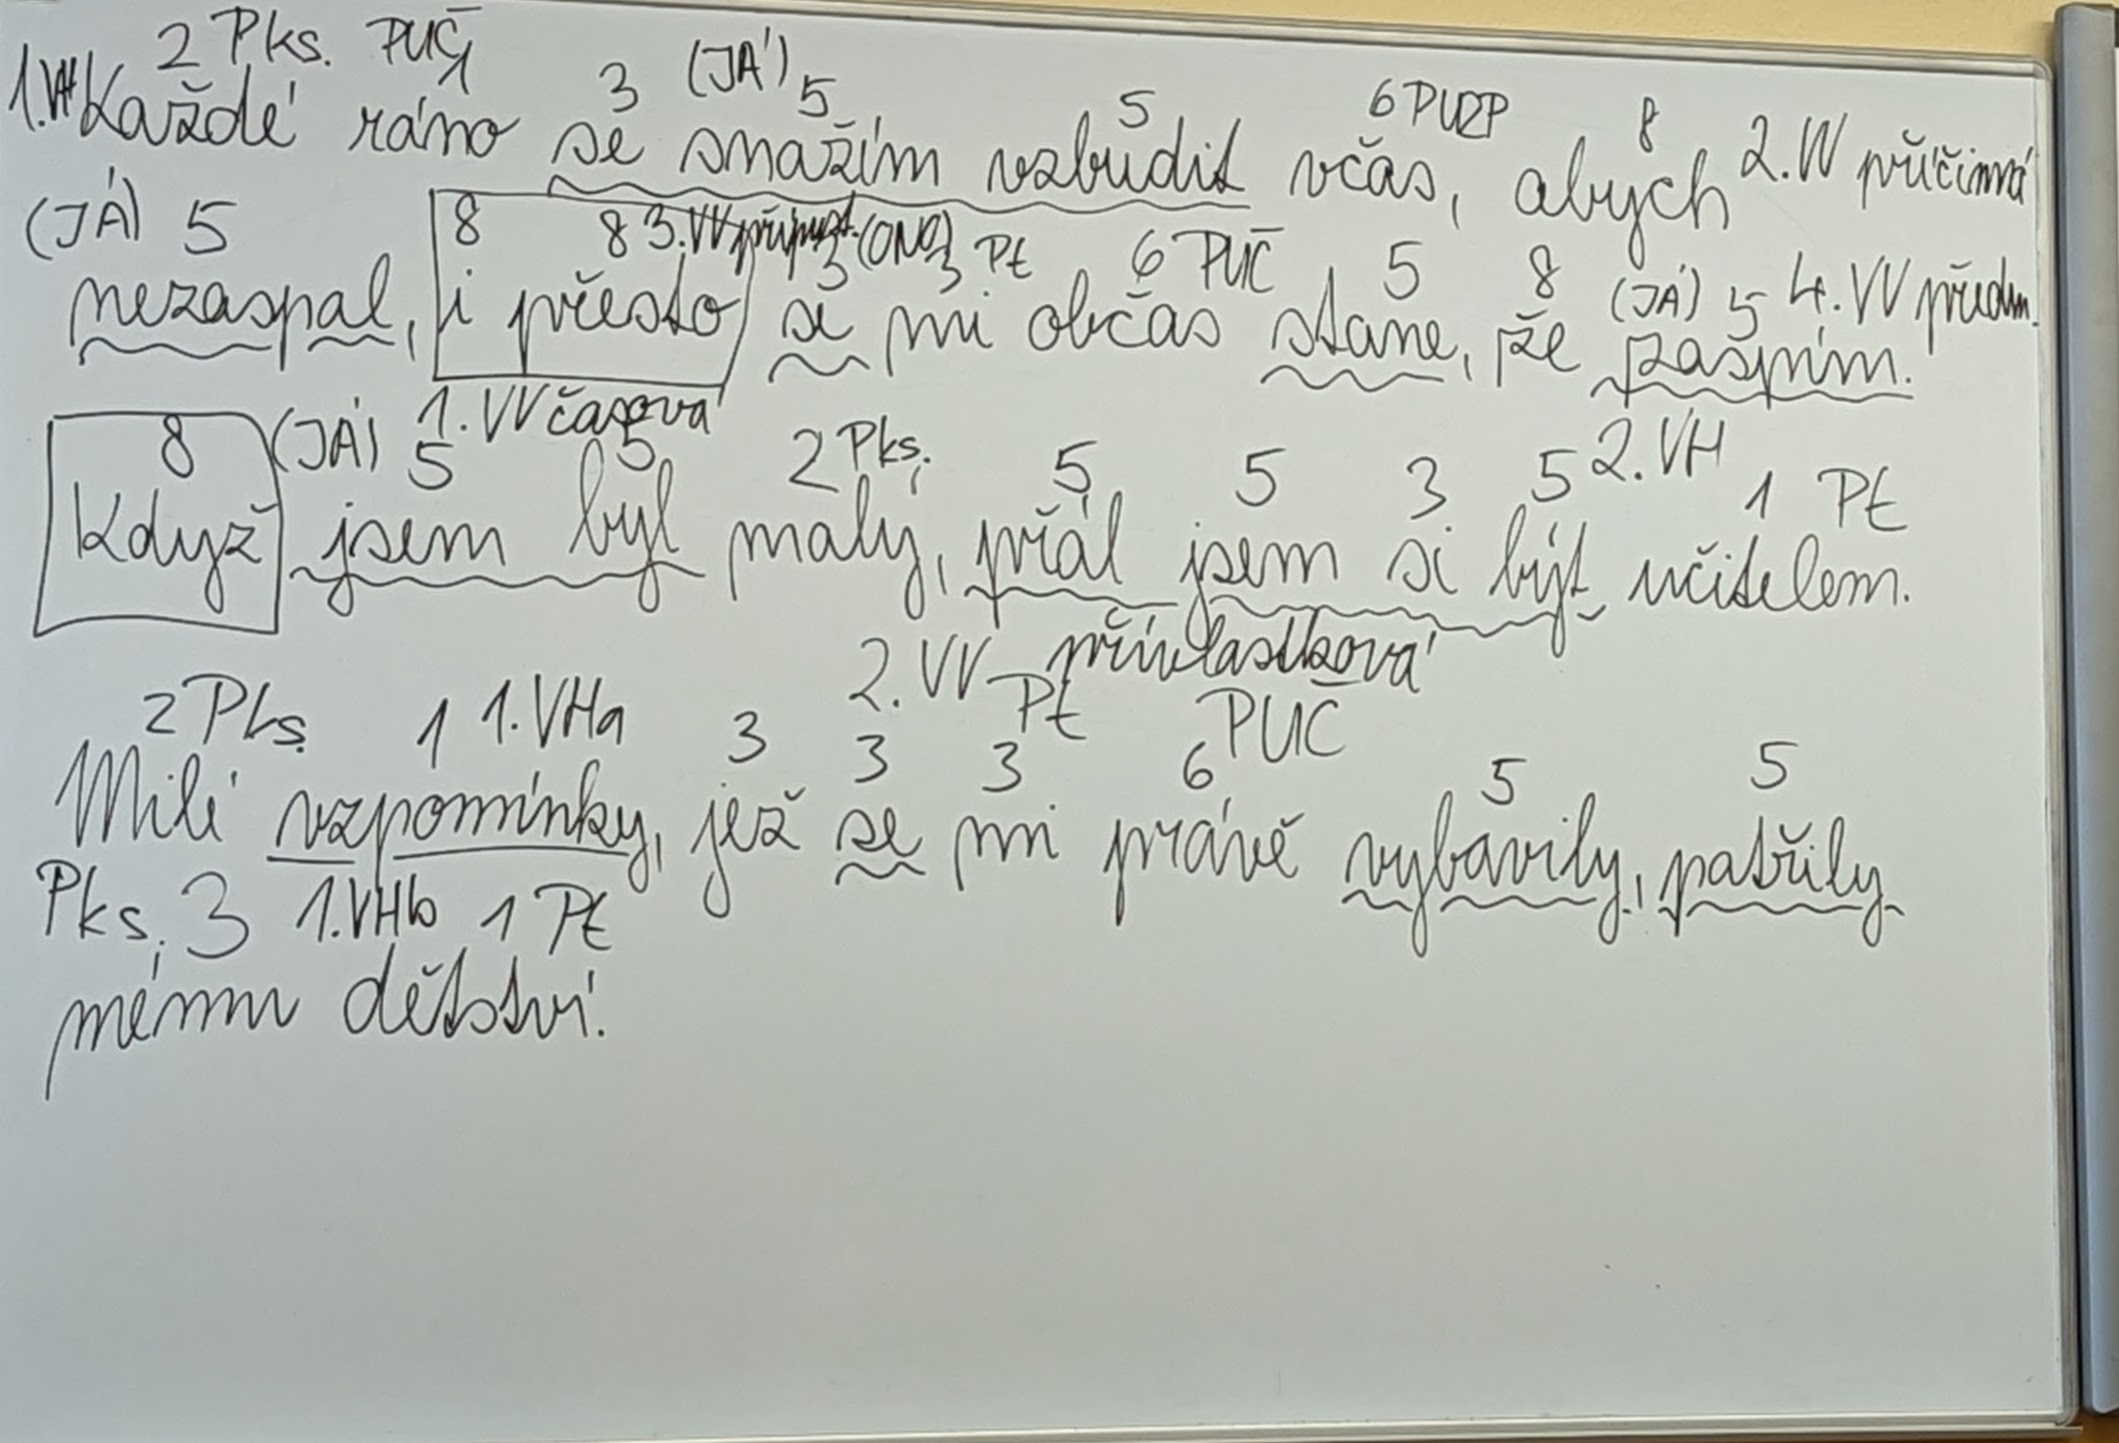 2 Pks. PUČ
1.VH Každé ráno se snažím vzbudit včas, abych 2.VV příčinná
1 3 (JÁ) 5 5 6 PUZP 8
(JÁ) 5 8 8 3.VV přípust. 3 (ONO) 3 Pt 6 PUČ 5 8 (JÁ) 5 4.VV předm.
nezaspal, i přesto si mi občas stane, že zaspím.
8 (JÁ) 5 1.VV časová 5 2 Pks. 5 5 3 5 2.VH 1 Pt
Když jsem byl malý, přál jsem si být učitelem.
2 Pks. 1 1.VHa 3 2.VV přívlastková 3 3 Pt 6 PUČ 5 5
Milé vzpomínky, jež se mi právě vybavily, patřily
Pks. 3 1.VHb 1 Pt
mému dětství.